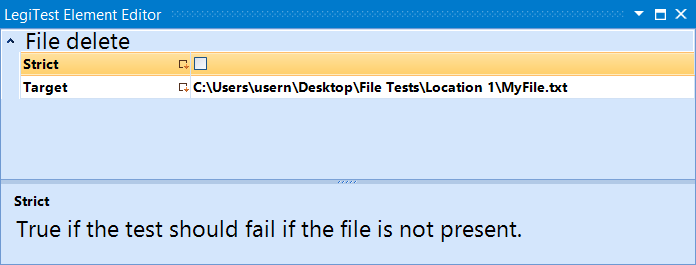 LegiTest Element Editor
File delete
Strict
Target C:\Users\usern\Desktop\File Tests\Location 1\MyFile.txt
Strict
True if the test should fail if the file is not present.